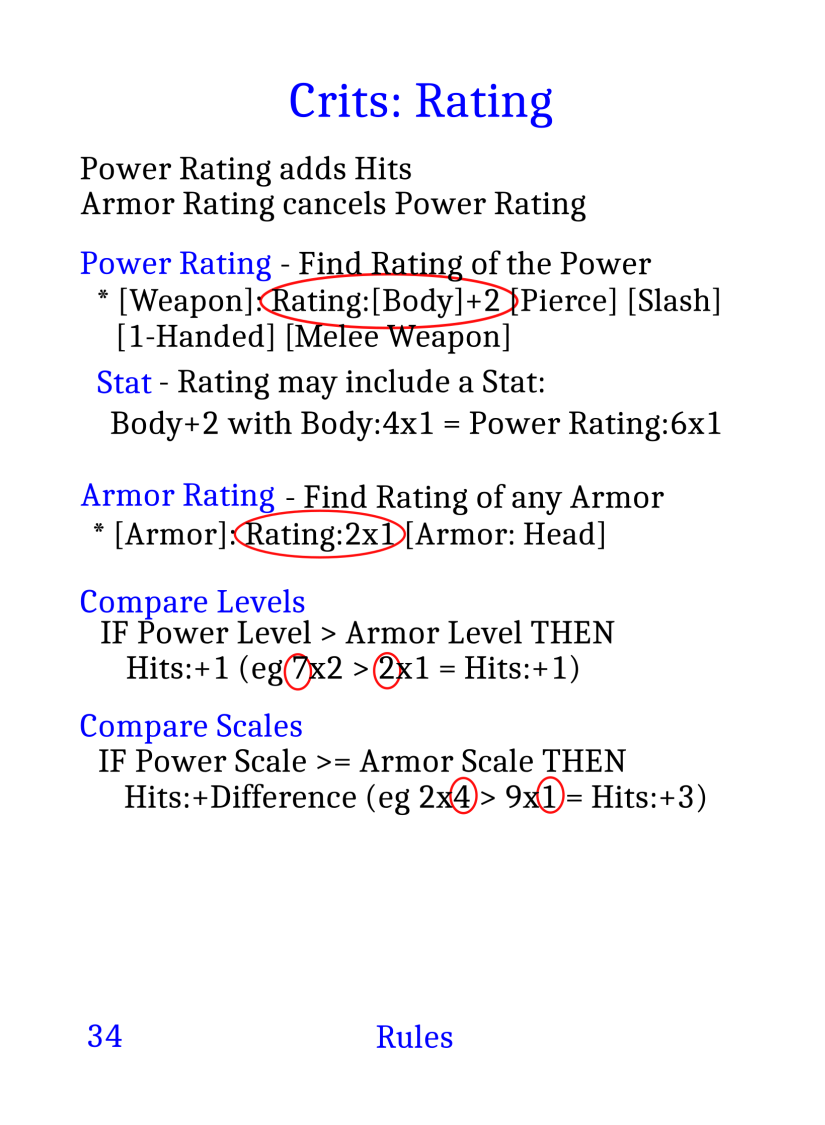 Crits: Rating
Power Rating adds Hits
Armor Rating cancels Power Rating
Power Rating - Find Rating of the Power
* [Weapon]: Rating:[Body]+2 [Pierce] [Slash]
[1-Handed] [Melee Weapon]
Stat - Rating may include a Stat:
Body+2 with Body:4x1 = Power Rating:6x1
Armor Rating - Find Rating of any Armor
* [Armor]: Rating:2x1 [Armor: Head]
Compare Levels
IF Power Level > Armor Level THEN
Hits:+1 (eg 7x2 > 2x1 = Hits:+1)
Compare Scales
IF Power Scale >= Armor Scale THEN
Hits:+Difference (eg 2x4 > 9x1 = Hits:+3)
34 Rules